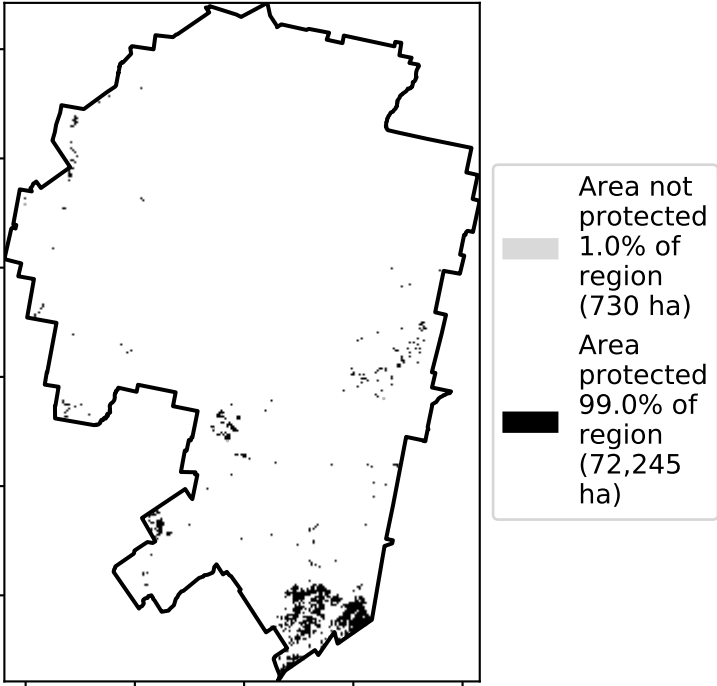 Area not
protected
1.0% of
region
(730 ha)
Area
protected
99.0% of
region
(72,245
ha)